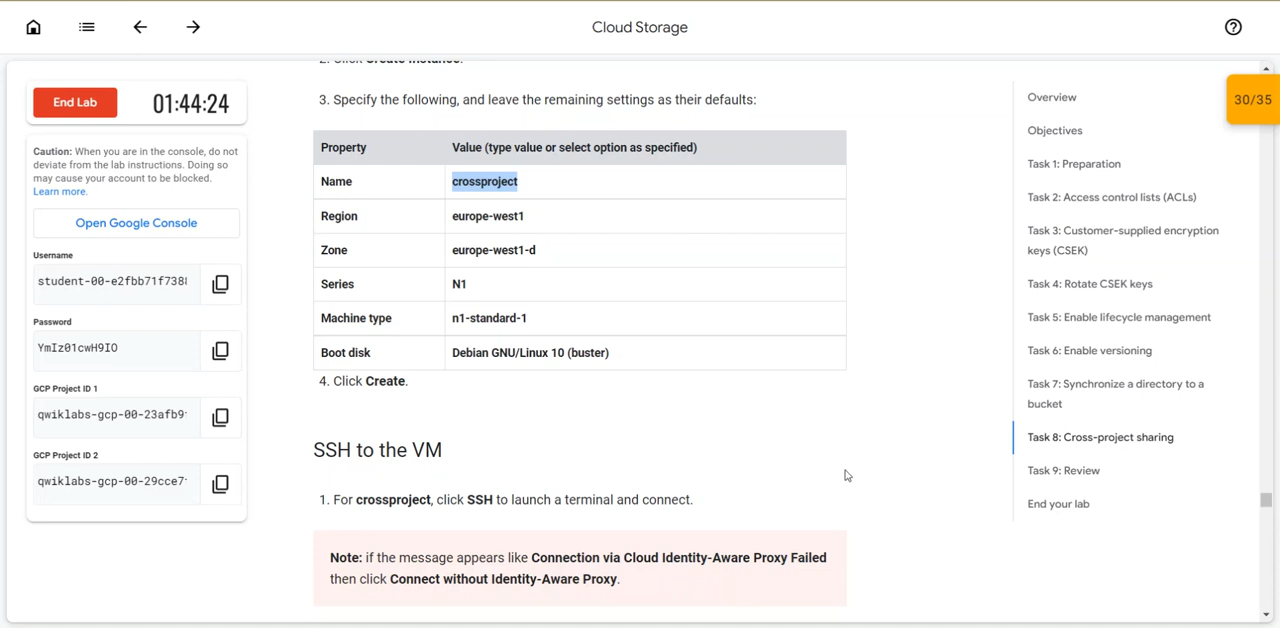 Cloud Storage
End Lab
01:44:24
Caution: When you are in the console, do not
deviate from the lab instructions. Doing so
may cause your account to be blocked.
Learn more.
Open Google Console
Username
student-00-e2fbb71f738
Password
YmIz01cwH9IO
GCP Project ID 1
qwiklabs-gcp-00-23afb9
GCP Project ID 2
qwiklabs-gcp-00-29cce7
2. Click Create Instance.
3. Specify the following, and leave the remaining settings as their defaults:
Property Value (type value or select option as specified)
Name crossproject
Region europe-west1
Zone europe-west1-d
Series N1
Machine type n1-standard-1
Boot disk Debian GNU/Linux 10 (buster)
4. Click Create.
SSH to the VM
1. For crossproject, click SSH to launch a terminal and connect.
Note: if the message appears like Connection via Cloud Identity-Aware Proxy Failed
then click Connect without Identity-Aware Proxy.
Overview
Objectives
Task 1: Preparation
Task 2: Access control lists (ACLs)
Task 3: Customer-supplied encryption
keys (CSEK)
Task 4: Rotate CSEK keys
Task 5: Enable lifecycle management
Task 6: Enable versioning
Task 7: Synchronize a directory to a
bucket
Task 8: Cross-project sharing
Task 9: Review
End your lab
30/35